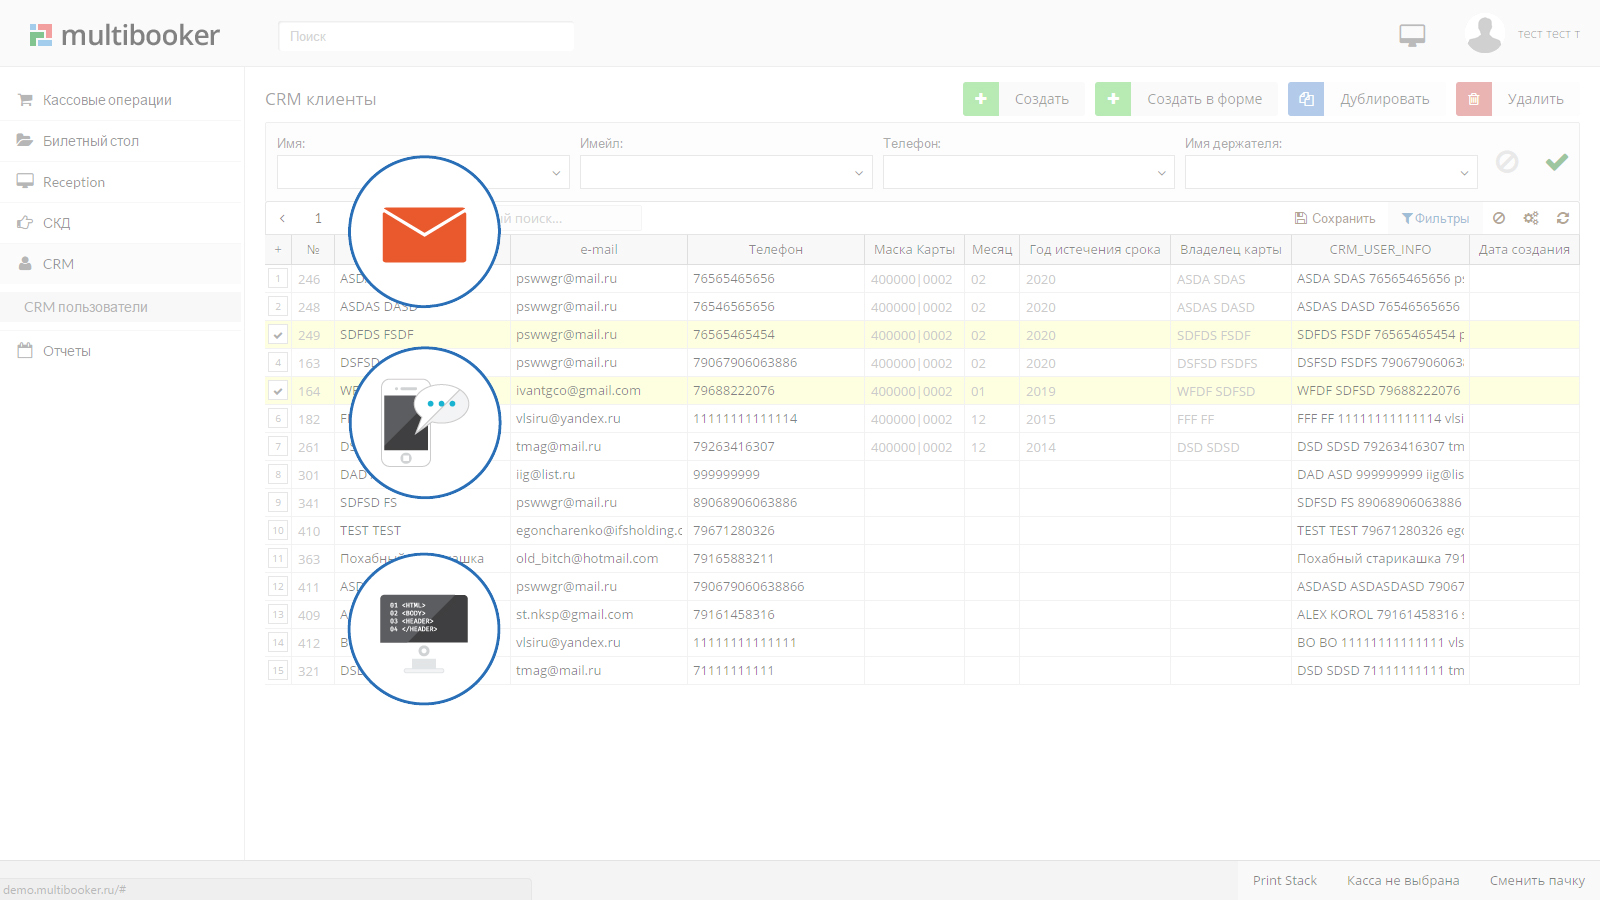 multibooker
Поиск
тест тест т
Кассовые операции
Билетный стол
Reception
СКД
CRM
CRM пользователи
Отчеты
CRM клиенты
Создать
Создать в форме
Дублировать
Удалить
Имя:
Имейл:
Телефон:
Имя держателя:
1
поиск...
Сохранить
Фильтры
+ № e-mail Телефон Маска Карты Месяц Год истечения срока Владелец карты CRM_USER_INFO Дата создания
1 246 pswwgr@mail.ru 76565465656 400000|0002 02 2020 ASDA SDAS ASDA SDAS 76565465656 ps
2 248 ASDAS DASD pswwgr@mail.ru 76546565656 400000|0002 02 2020 ASDAS DASD ASDAS DASD 76546565656
249 SDFDS FSDF pswwgr@mail.ru 76565465454 400000|0002 02 2020 SDFDS FSDF SDFDS FSDF 76565465454 p
4 163 DSFSD pswwgr@mail.ru 79067906063886 400000|0002 02 2020 DSFSD FSDFS DSFSD FSDFS 790679060638
164 ivantgco@gmail.com 79688222076 400000|0002 01 2019 WFDF SDFSD WFDF SDFSD 79688222076
6 182 vlsiru@yandex.ru 11111111111114 400000|0002 12 2015 FFF FF FFF FF 11111111111114 vlsi
7 261 tmag@mail.ru 79263416307 400000|0002 12 2014 DSD SDSD DSD SDSD 79263416307 tm
8 301 DAD iig@list.ru 999999999 DAD ASD 999999999 iig@lis
9 341 SDFSD FS pswwgr@mail.ru 89068906063886 SDFSD FS 89068906063886
10 410 TEST TEST egoncharenko@ifsholding.c 79671280326 TEST TEST 79671280326 ego
11 363 Похабный старикашка old_bitch@hotmail.com 79165883211 Похабный старикашка 791
12 411 pswwgr@mail.ru 790679060638866 ASDASD ASDASDASD 79067
13 409 st.nksp@gmail.com 79161458316 ALEX KOROL 79161458316 s
14 412 vlsiru@yandex.ru 11111111111111 BO BO 11111111111111 vls
15 321 tmag@mail.ru 71111111111 DSD SDSD 71111111111 tm
01 <HTML>
02 <BODY>
03 <HEADER>
04 </HEADER>
demo.multibooker.ru/#
Print Stack
Касса не выбрана
Сменить пачку